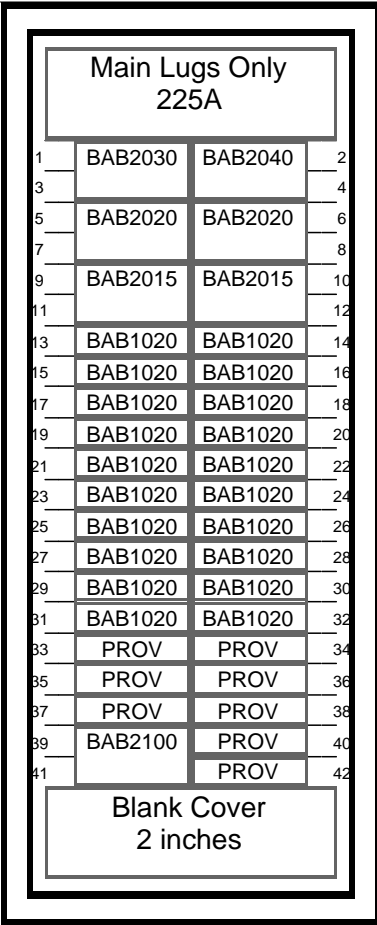 Main Lugs Only
225A
1 BAB2030 BAB2040 2
3 4
5 BAB2020 BAB2020 6
7 8
9 BAB2015 BAB2015 10
11 12
13 BAB1020 BAB1020 14
15 BAB1020 BAB1020 16
17 BAB1020 BAB1020 18
19 BAB1020 BAB1020 20
21 BAB1020 BAB1020 22
23 BAB1020 BAB1020 24
25 BAB1020 BAB1020 26
27 BAB1020 BAB1020 28
29 BAB1020 BAB1020 30
31 BAB1020 BAB1020 32
33 PROV PROV 34
35 PROV PROV 36
37 PROV PROV 38
39 BAB2100 PROV 40
41 PROV 42
Blank Cover
2 inches